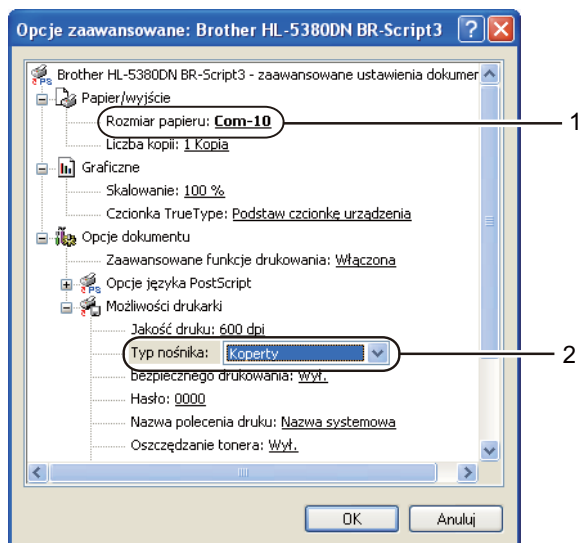 Opcje zaawansowane: Brother HL-5380DN BR-Script3
Brother HL-5380DN BR-Script3 - zaawansowane ustawienia dokumer
Papier/wyjście
Rozmiar papieru: Com-10
1
Liczba kopii: 1 Kopia
Graficzne
Skalowanie: 100 %
Czcionka TrueType: Podstaw czcionkę urządzenia
Opcje dokumentu
Zaawansowane funkcje drukowania: Włączona
PS Opcje języka PostScript
Możliwości drukarki
Jakość druku: 600 dpi
Typ nośnika: Koperty
2
bezpiecznego drukowania: Wył.
Hasło: 0000
Nazwa polecenia druku: Nazwa systemowa
Oszczędzanie tonera: Wył.
OK
Anuluj